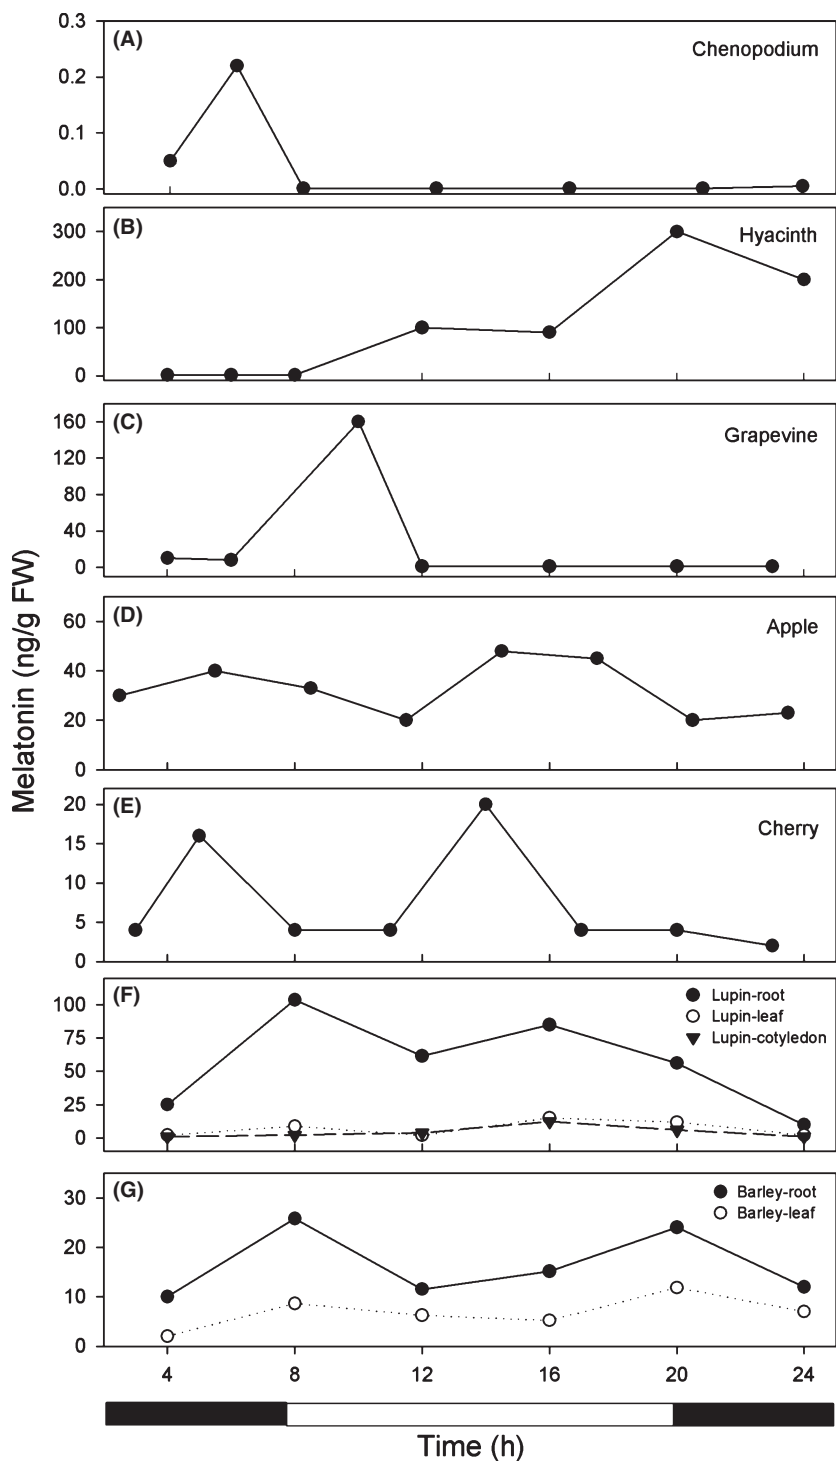 (A)
Chenopodium
0.3
0.2
0.1
0.0
(B)
Hyacinth
300
200
100
0
(C)
Grapevine
160
120
80
40
0
(D)
Apple
60
40
20
0
(E)
Cherry
20
15
10
5
0
(F)
Lupin-root
Lupin-leaf
Lupin-cotyledon
100
75
50
25
0
(G)
Barley-root
Barley-leaf
30
20
10
0
4 8 12 16 20 24
Time (h)
Melatonin (ng/g FW)